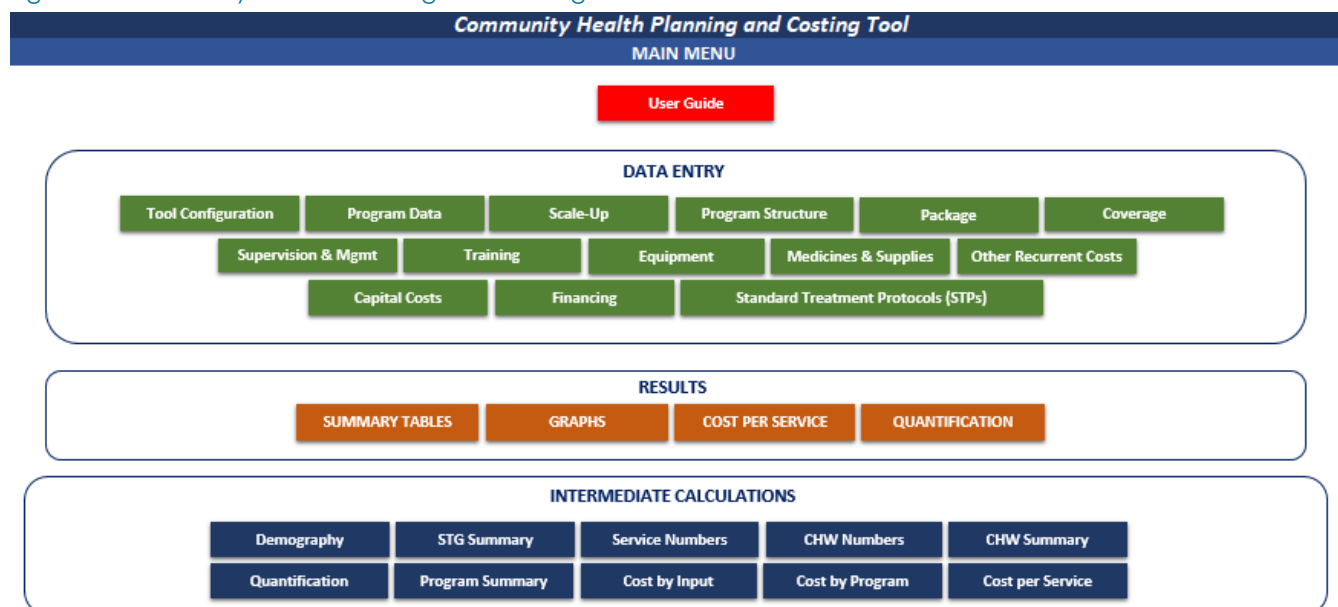 Community Health Planning and Costing Tool
MAIN MENU
User Guide
DATA ENTRY
Tool Configuration Program Data Scale-Up Program Structure Package Coverage
Supervision & Mgmt Training Equipment Medicines & Supplies Other Recurrent Costs
Capital Costs Financing Standard Treatment Protocols (STPs)
RESULTS
SUMMARY TABLES GRAPHS COST PER SERVICE QUANTIFICATION
INTERMEDIATE CALCULATIONS
Demography STG Summary Service Numbers CHW Numbers CHW Summary
Quantification Program Summary Cost by Input Cost by Program Cost per Service